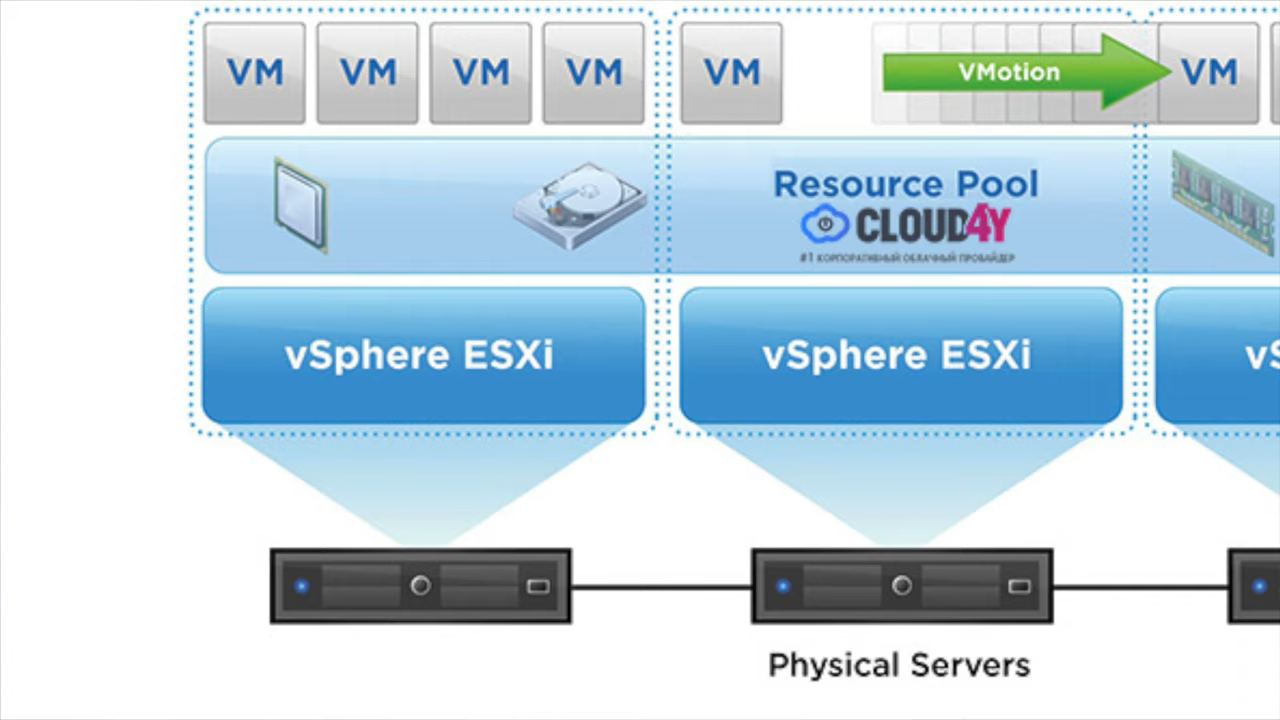 VM VM VM VM VM VMotion VM
Resource Pool
CLOUD4Y
#1 КОРПОРАТИВНЫЙ ОБЛАЧНЫЙ ПРОВАЙДЕР
vSphere ESXi vSphere ESXi vS
Physical Servers